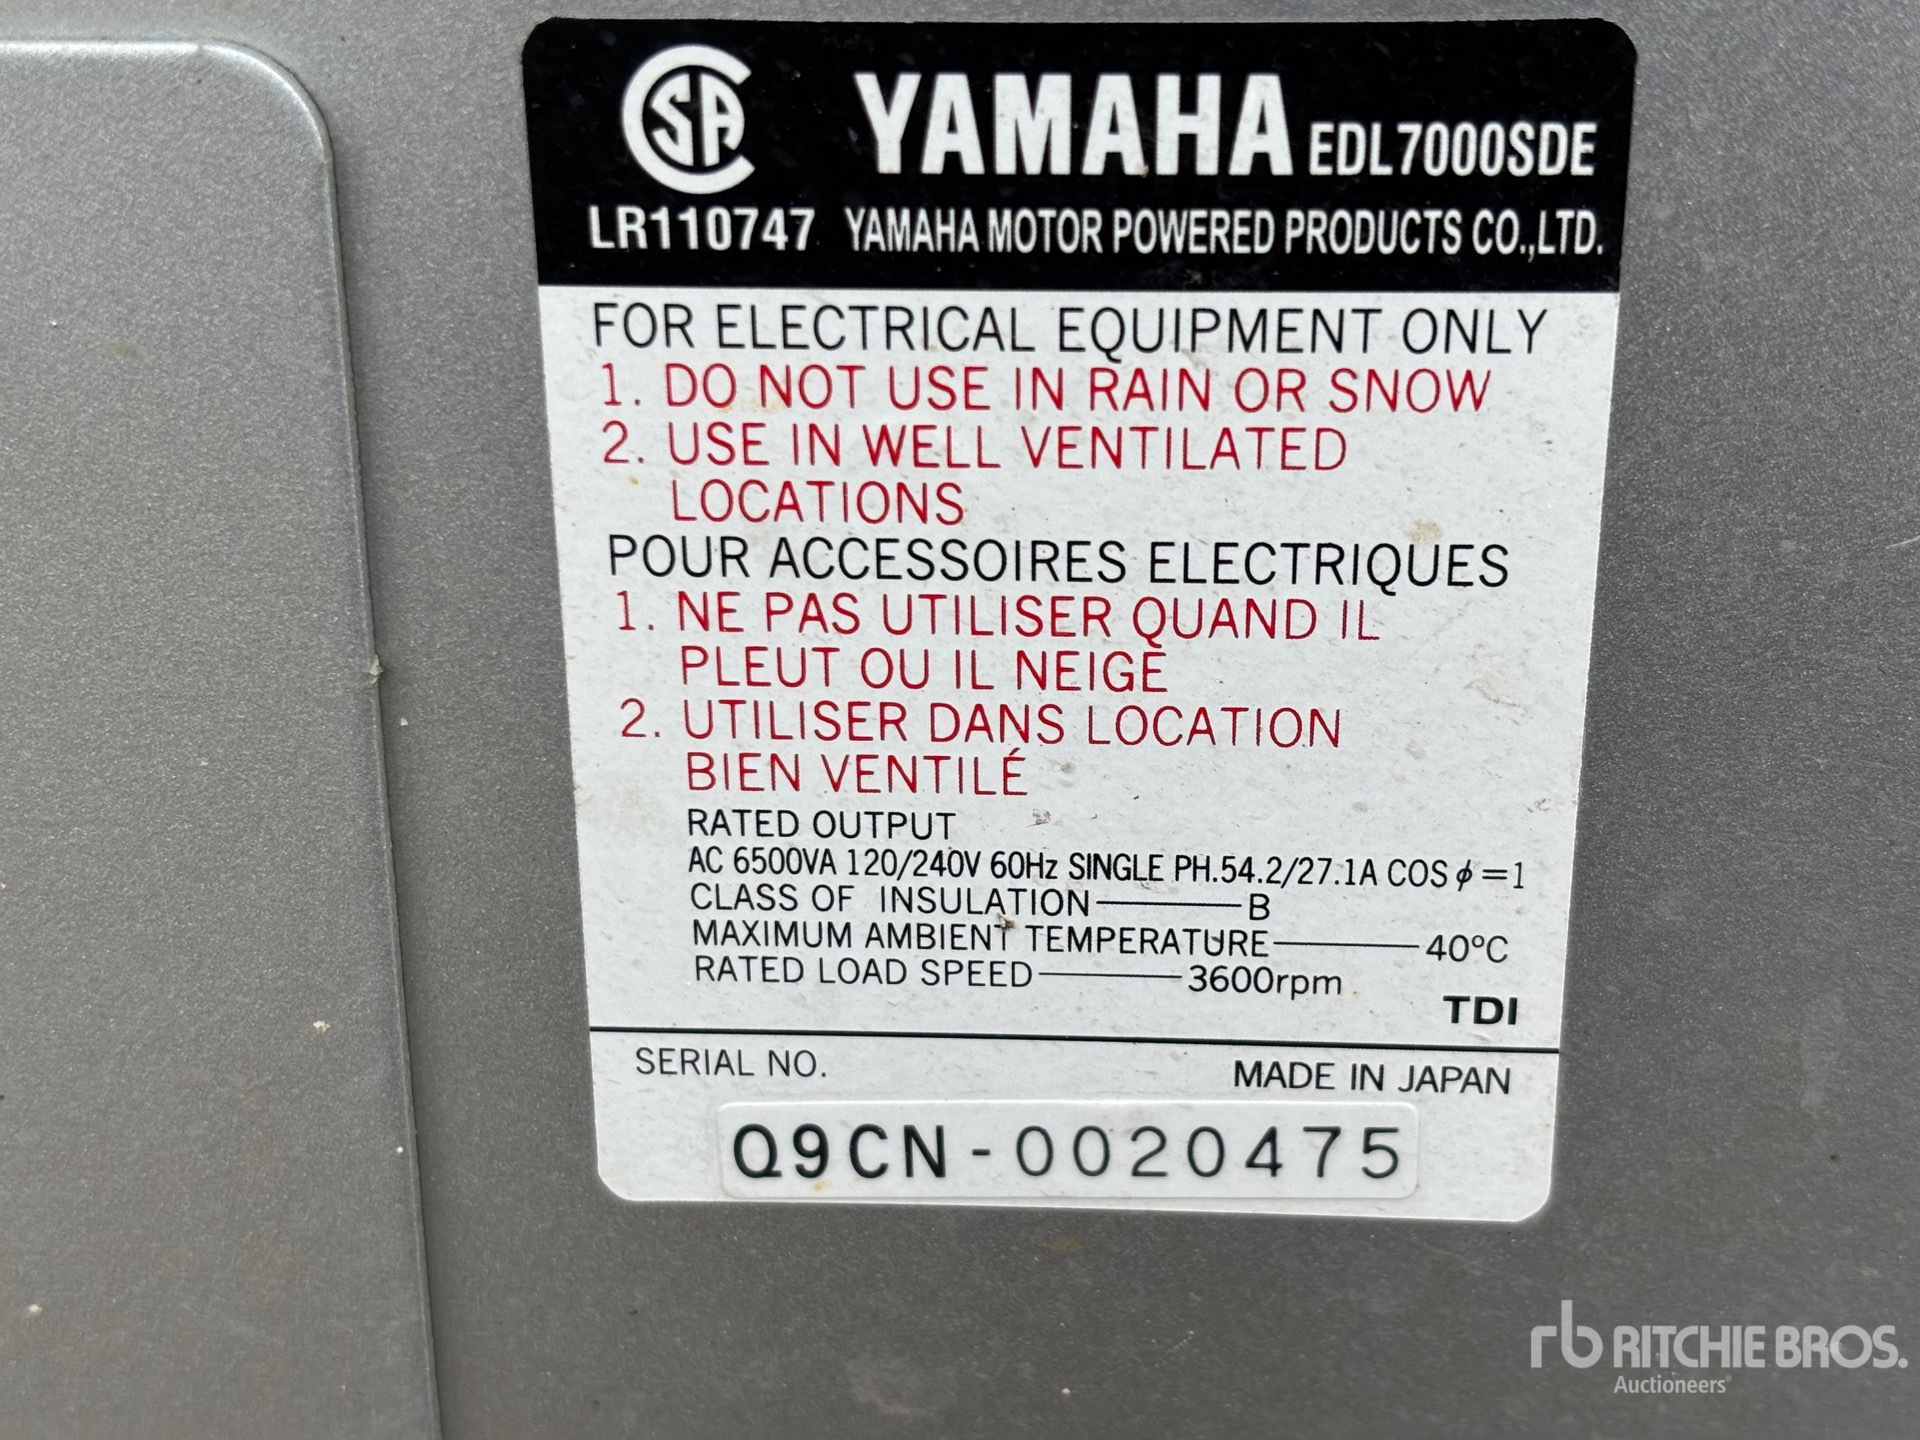 CSA YAMAHA EDL7000SDE
LR110747 YAMAHA MOTOR POWERED PRODUCTS CO.,LTD.
FOR ELECTRICAL EQUIPMENT ONLY
1. DO NOT USE IN RAIN OR SNOW
2. USE IN WELL VENTILATED
LOCATIONS
POUR ACCESSOIRES ELECTRIQUES
1. NE PAS UTILISER QUAND IL
PLEUT OU IL NEIGE
2. UTILISER DANS LOCATION
BIEN VENTILÉ
RATED OUTPUT
AC 6500VA 120/240V 60Hz SINGLE PH.54.2/27.1A COS ϕ=1
CLASS OF INSULATION—B
MAXIMUM AMBIENT TEMPERATURE—40°C
RATED LOAD SPEED—3600rpm
TDI
SERIAL NO. MADE IN JAPAN
Q9CN-0020475
rb RITCHIE BROS.
Auctioneers